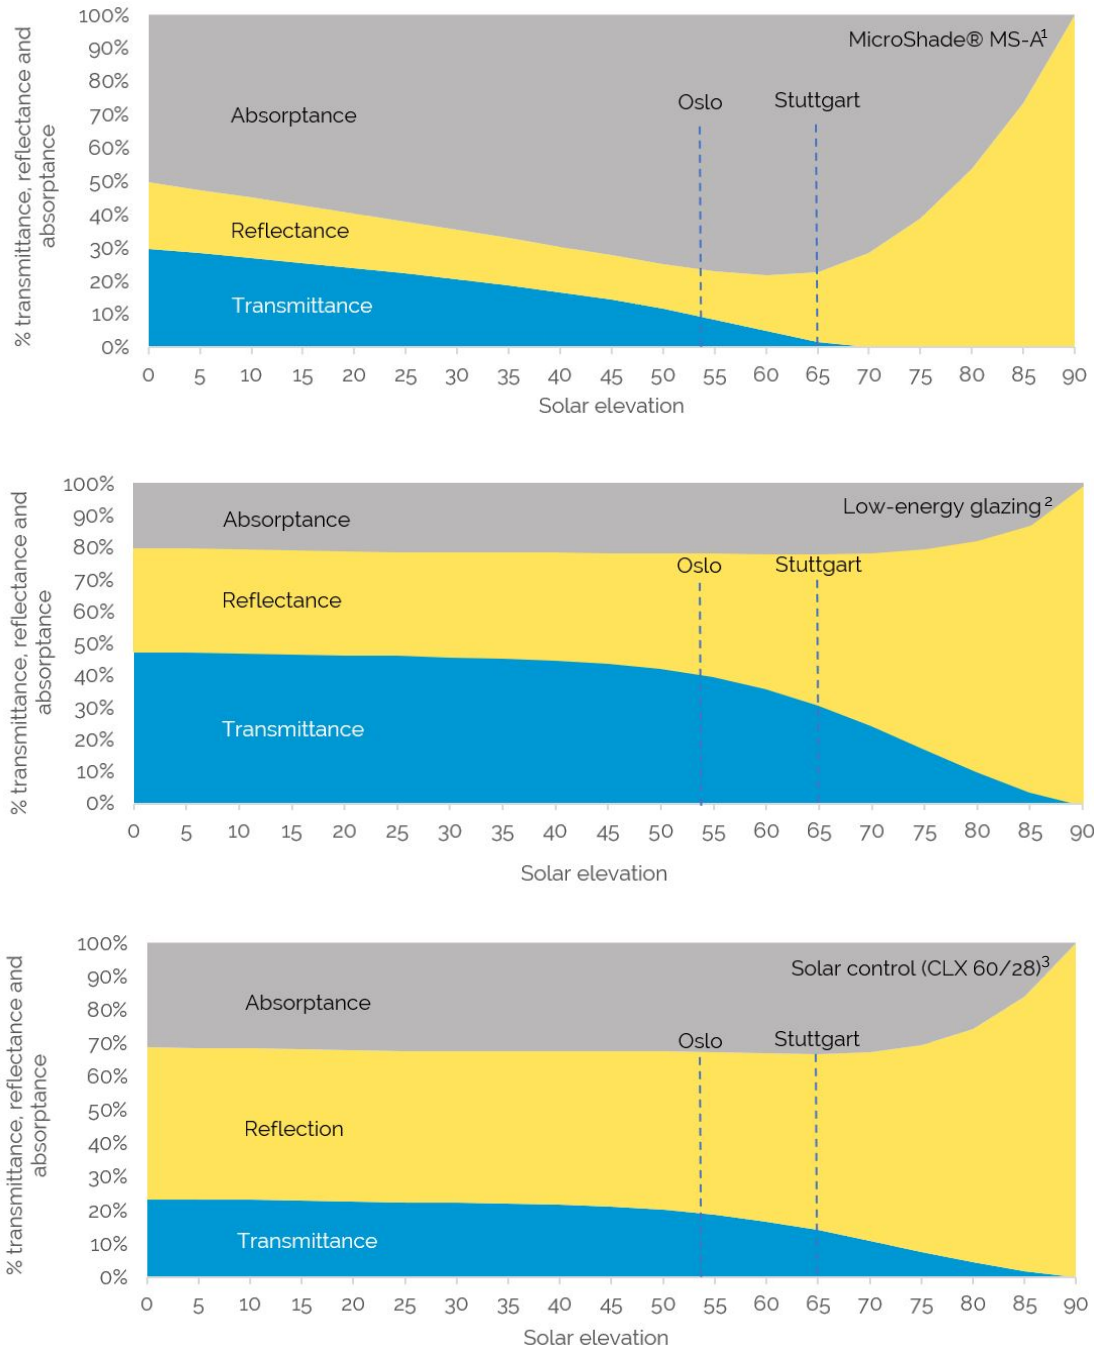 % transmittance, reflectance and
absorptance
100%
90%
80%
70%
60%
50%
40%
30%
20%
10%
0%
MicroShade® MS-A¹
Oslo
Stuttgart
Absorptance
Reflectance
Transmittance
0 5 10 15 20 25 30 35 40 45 50 55 60 65 70 75 80 85 90
Solar elevation
% transmittance, reflectance and
absorptance
100%
90%
80%
70%
60%
50%
40%
30%
20%
10%
0%
Low-energy glazing²
Absorptance
Oslo
Stuttgart
Reflectance
Transmittance
0 5 10 15 20 25 30 35 40 45 50 55 60 65 70 75 80 85 90
Solar elevation
% transmittance, reflectance and
absorptance
100%
90%
80%
70%
60%
50%
40%
30%
20%
10%
0%
Solar control (CLX 60/28)³
Absorptance
Oslo
Stuttgart
Reflection
Transmittance
0 5 10 15 20 25 30 35 40 45 50 55 60 65 70 75 80 85 90
Solar elevation